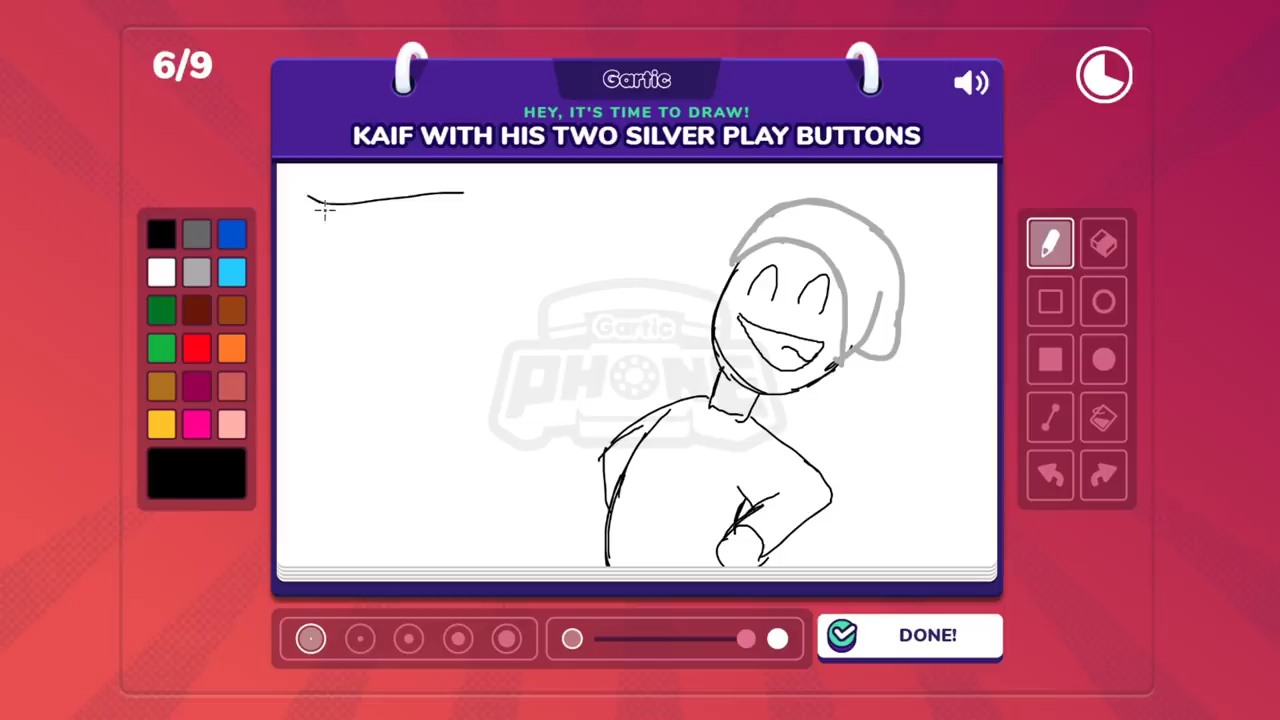 6/9
Gartic
HEY, IT'S TIME TO DRAW!
KAIF WITH HIS TWO SILVER PLAY BUTTONS
Gartic
PHONE
DONE!